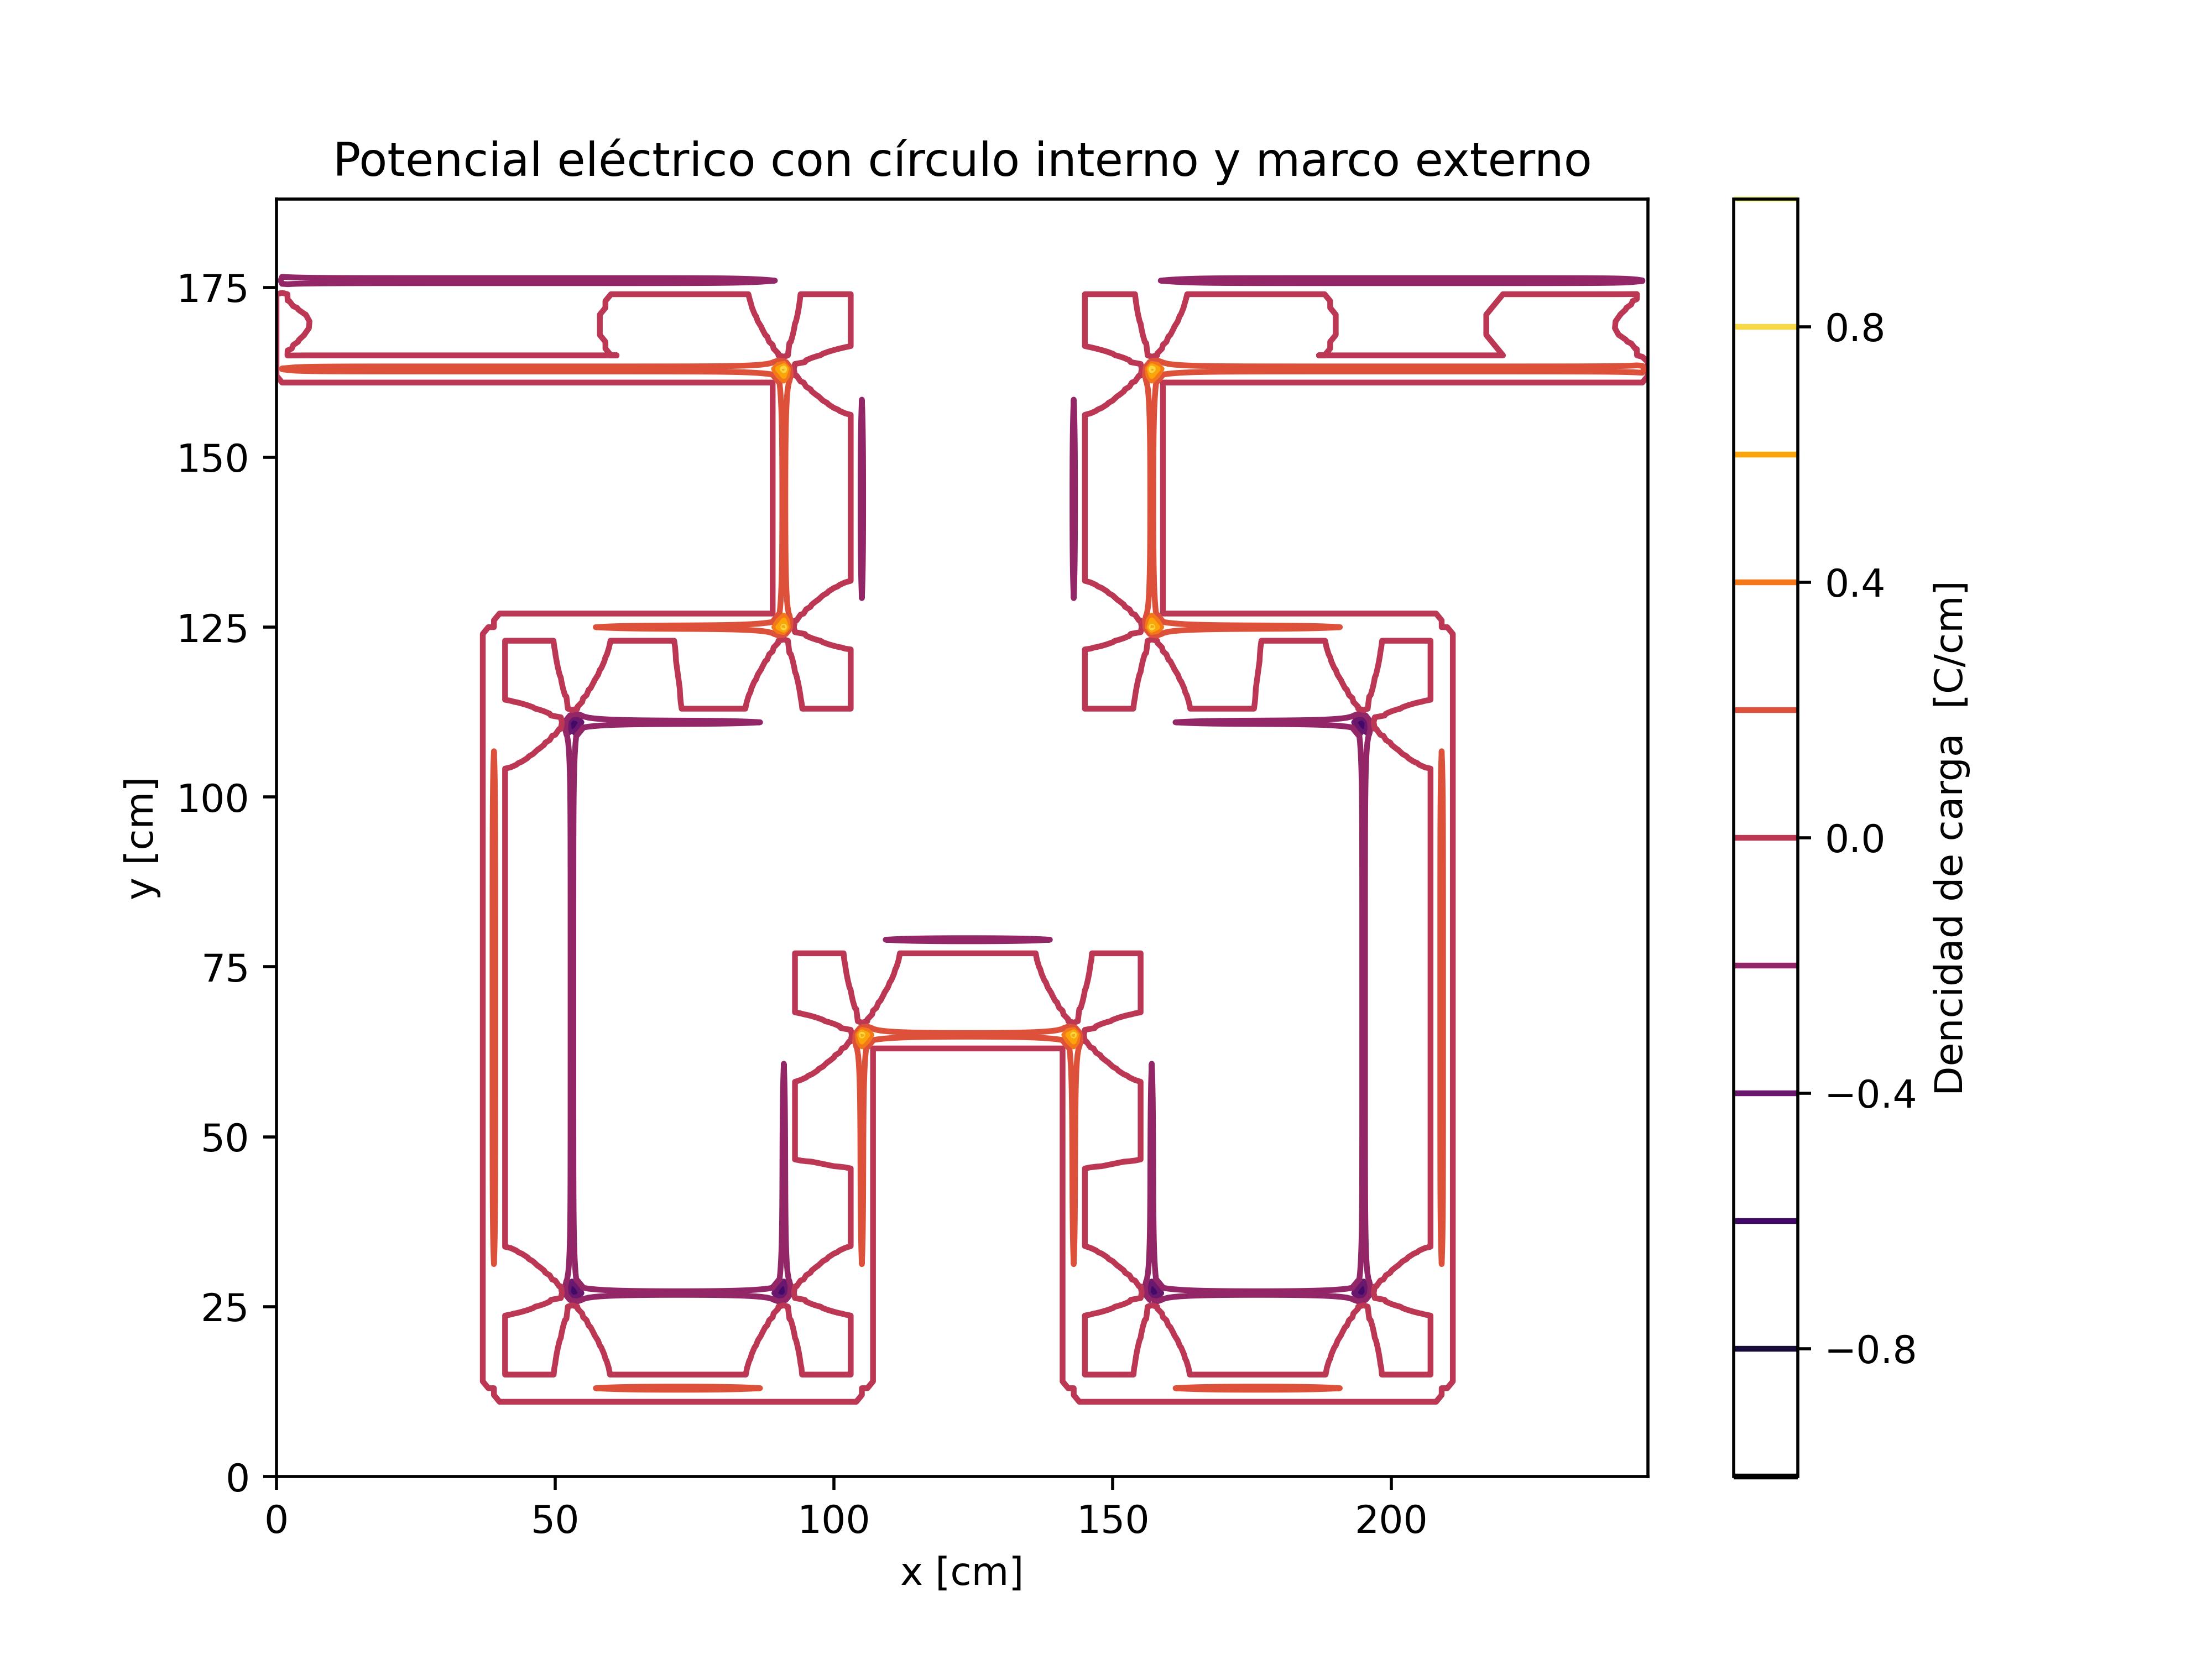 Potencial eléctrico con círculo interno y marco externo
175
150
125
100
75
50
25
0
y [cm]
0 50 100 150 200
x [cm]
0.8
0.4
0.0
−0.4
−0.8
Dencidad de carga [C/cm]